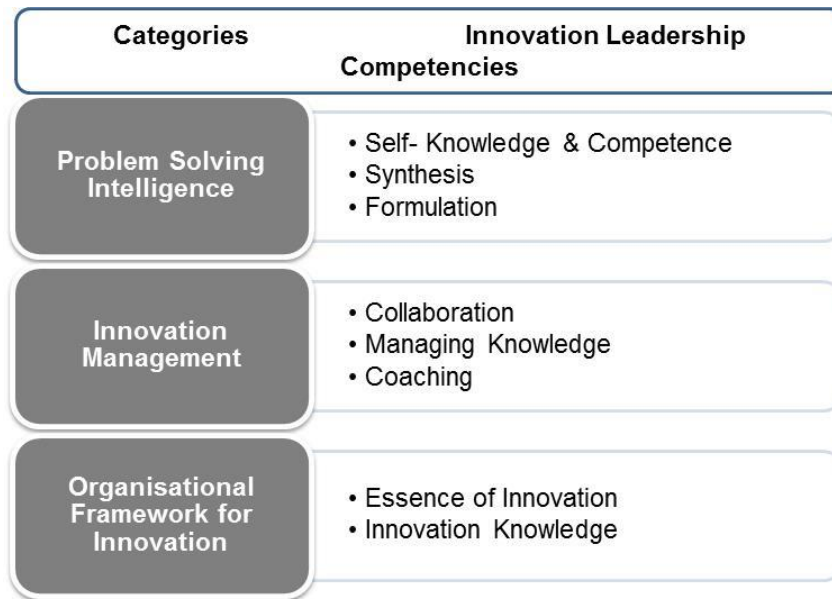 Categories Innovation Leadership
Competencies
Problem Solving
Intelligence
• Self- Knowledge & Competence
• Synthesis
• Formulation
Innovation
Management
• Collaboration
• Managing Knowledge
• Coaching
Organisational
Framework for
Innovation
• Essence of Innovation
• Innovation Knowledge